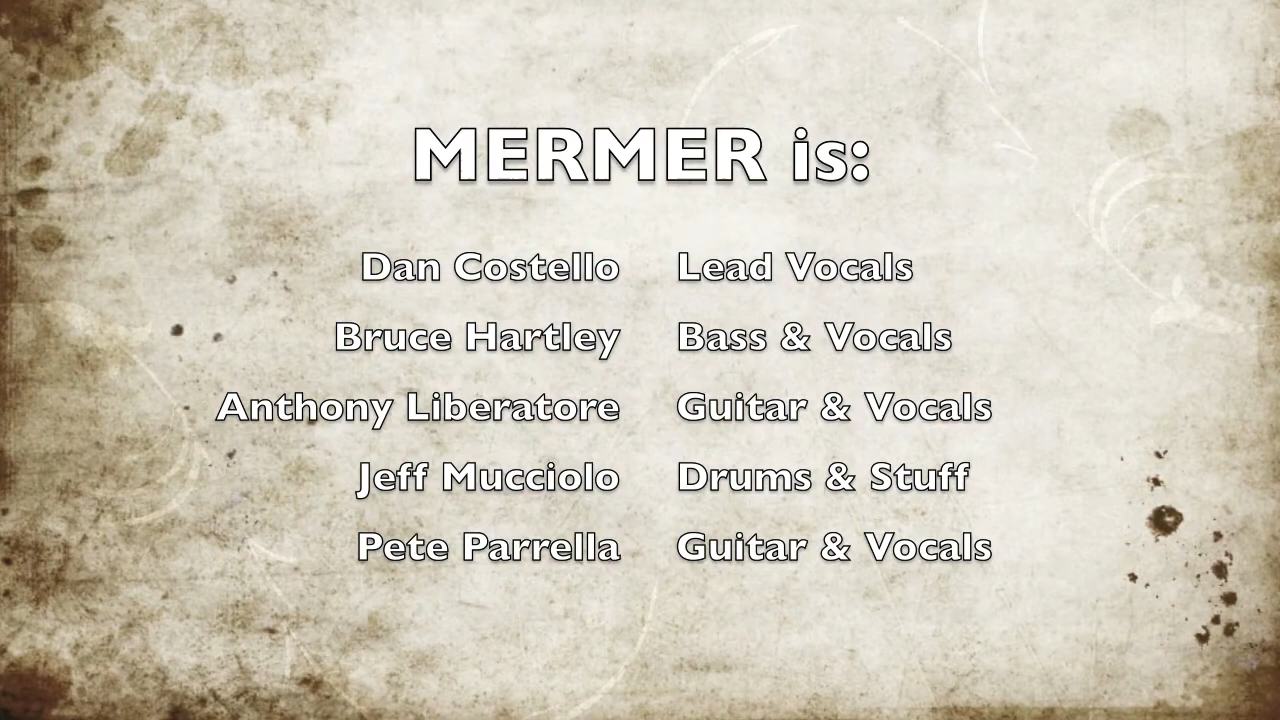 MERMER is:
Dan Costello Lead Vocals
Bruce Hartley Bass & Vocals
Anthony Liberatore Guitar & Vocals
Jeff Mucciolo Drums & Stuff
Pete Parrella Guitar & Vocals